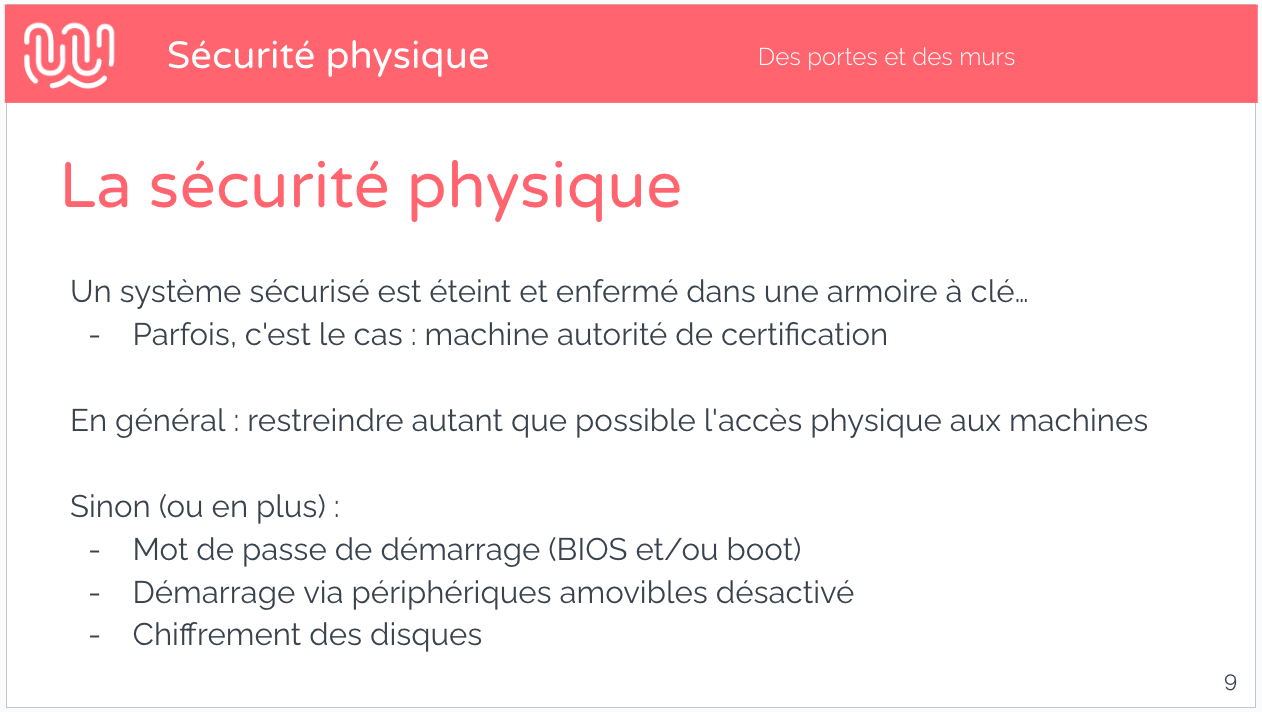 Sécurité physique
Des portes et des murs
La sécurité physique
Un système sécurisé est éteint et enfermé dans une armoire à clé…
- Parfois, c'est le cas : machine autorité de certification
En général : restreindre autant que possible l'accès physique aux machines
Sinon (ou en plus) :
- Mot de passe de démarrage (BIOS et/ou boot)
- Démarrage via périphériques amovibles désactivé
- Chiffrement des disques
9